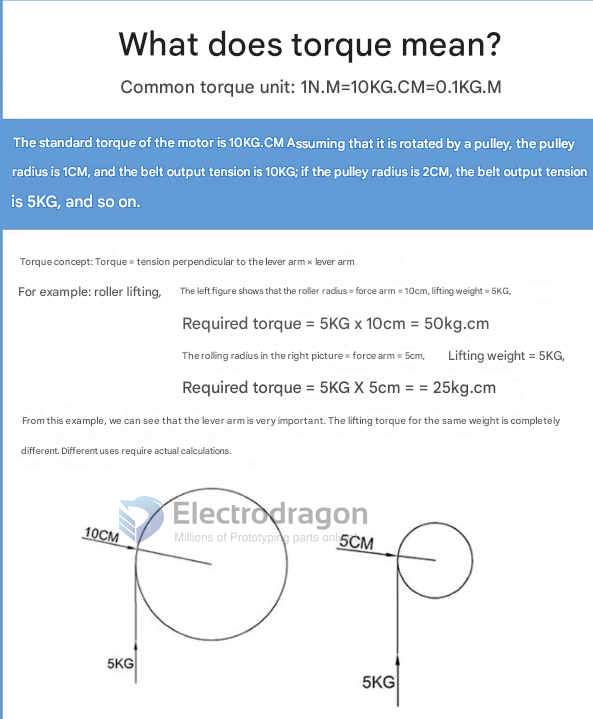 What does torque mean?
Common torque unit: 1N.M=10KG.CM=0.1KG.M
The standard torque of the motor is 10KG.CM Assuming that it is rotated by a pulley, the pulley
radius is 1CM, and the belt output tension is 10KG; if the pulley radius is 2CM, the belt output tension
is 5KG, and so on.
Torque concept: Torque = tension perpendicular to the lever arm × lever arm
For example: roller lifting, The left figure shows that the roller radius = force arm = 10cm, lifting weight = 5KG,
Required torque = 5KG x 10cm = 50kg.cm
The rolling radius in the right picture = force arm = 5cm, Lifting weight = 5KG,
Required torque = 5KG X 5cm = = 25kg.cm
From this example, we can see that the lever arm is very important. The lifting torque for the same weight is completely
different. Different uses require actual calculations.
Electrodragon
Millions of Prototyping parts onli
10CM
5CM
5KG
5KG